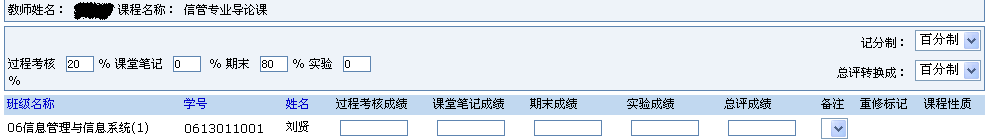 教师姓名： 课程名称： 信管专业导论课
记分制： 百分制
过程考核 20 % 课堂笔记 0 % 期末 80 % 实验 0
%
总评转换成： 百分制
班级名称 学号 姓名 过程考核成绩 课堂笔记成绩 期末成绩 实验成绩 总评成绩 备注 重修标记 课程性质
06信息管理与信息系统(1) 0613011001 刘贤